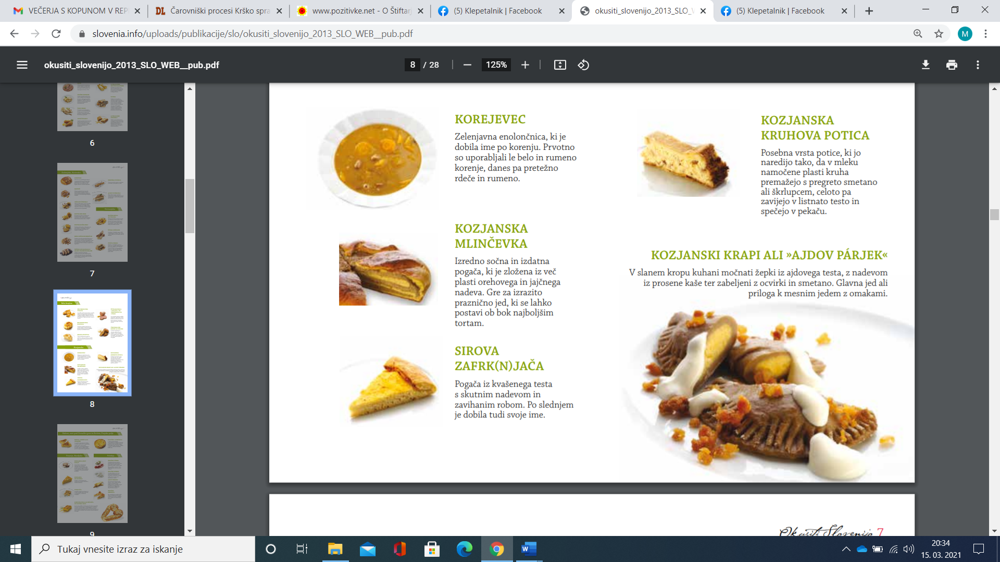 VEČERJA S KOPUNOM V REP
Čarovniški procesi Krško spra
www.pozitivke.net - O Štiftar
(5) Klepetalnik | Facebook
okusiti_slovenijo_2013_SLO_W
(5) Klepetalnik | Facebook
slovenia.info/uploads/publikacije/slo/okusiti_slovenijo_2013_SLO_WEB__pub.pdf
M
okusiti_slovenijo_2013_SLO_WEB__pub.pdf
8 / 28
125%
6
7
8
9
KOREJEVEC
Zelenjavna enolončnica, ki je
dobila ime po korenju. Prvotno
so uporabljali le belo in rumeno
korenje, danes pa pretežno
rdeče in rumeno.
KOZJANSKA
MLINČEVKA
Izredno sočna in izdatna
pogača, ki je zložena iz več
plasti orehovega in jajčnega
nadeva. Gre za izrazito
praznično jed, ki se lahko
postavi ob bok najboljšim
tortam.
SIROVA
ZAFRK(N)JAČA
Pogača iz kvašenega testa
s skutnim nadevom in
zavihanim robom. Po slednjem
je dobila tudi svoje ime.
KOZJANSKA
KRUHOVA POTICA
Posebna vrsta potice, ki jo
naredijo tako, da v mleku
namočene plasti kruha
premažejo s pregreto smetano
ali škrlupcem, celoto pa
zavijejo v listnato testo in
spečejo v pekaču.
KOZJANSKI KRAPI ALI »AJDOV PÁRJEK«
V slanem kropu kuhani močnati žepki iz ajdovega testa, z nadevom
iz prosene kaše ter zabeljeni z ocvirki in smetano. Glavna jed ali
priloga k mesnim jedem z omakami.
Okusiti Slovenijo 7
Tukaj vnesite izraz za iskanje
20:34
15. 03. 2021